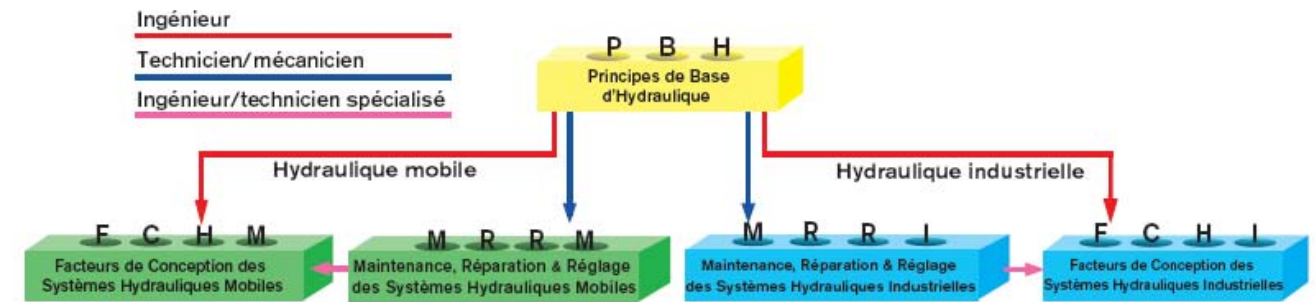 Ingénieur
Technicien/mécanicien
Ingénieur/technicien spécialisé
P B H
Principes de Base
d'Hydraulique
Hydraulique mobile
Hydraulique industrielle
F C H M
Facteurs de Conception des
Systèmes Hydrauliques Mobiles
M R R M
Maintenance, Réparation & Réglage
des Systèmes Hydrauliques Mobiles
M R R I
Maintenance, Réparation & Réglage
des Systèmes Hydrauliques Industrielles
F C H I
Facteurs de Conception des
Systèmes Hydrauliques Industrielles